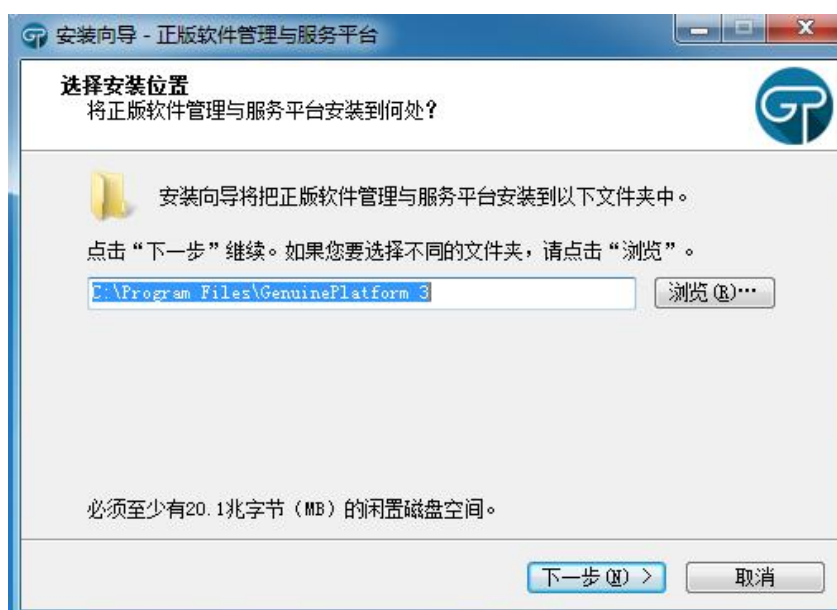 安装向导 - 正版软件管理与服务平台
选择安装位置
将正版软件管理与服务平台安装到何处?
安装向导将把正版软件管理与服务平台安装到以下文件夹中。
点击“下一步”继续。如果您要选择不同的文件夹，请点击“浏览”。
C:\Program Files\GenuinePlatform 3
浏览(R)…
必须至少有20.1兆字节（MB）的闲置磁盘空间。
下一步(N) >
取消